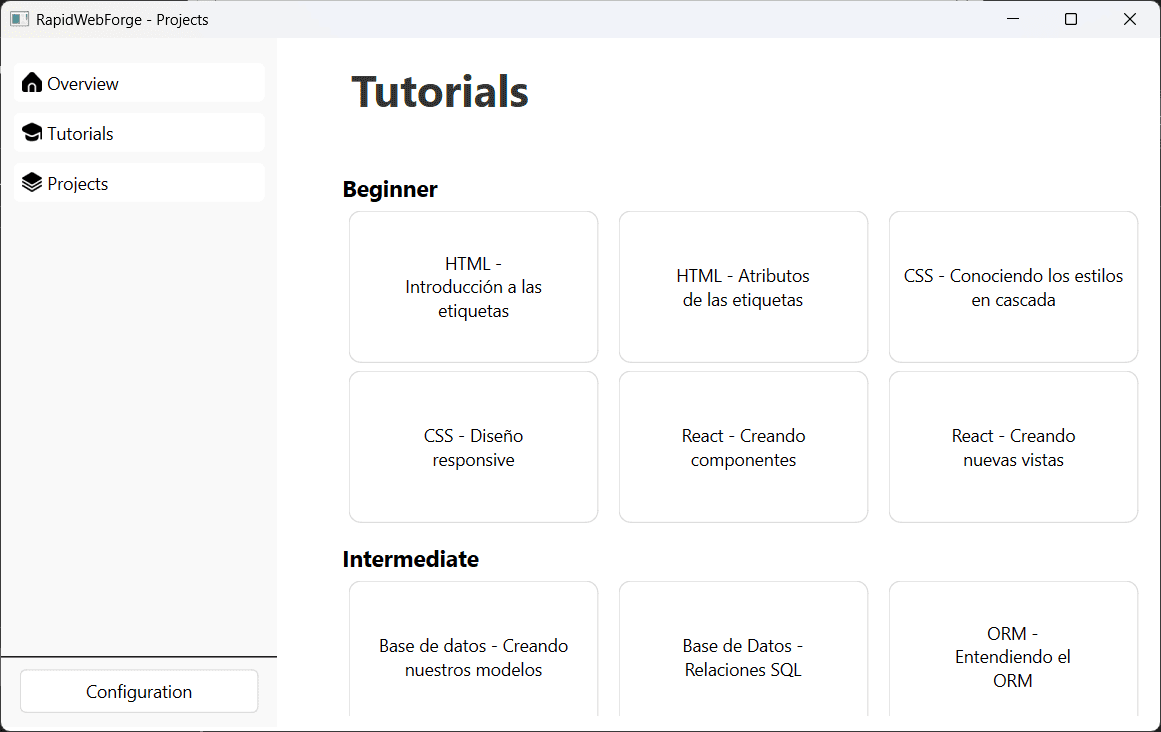 RapidWebForge - Projects
Overview
Tutorials
Projects
Configuration
Tutorials
Beginner
HTML -
Introducción a las
etiquetas
HTML - Atributos
de las etiquetas
CSS - Conociendo los estilos
en cascada
CSS - Diseño
responsive
React - Creando
componentes
React - Creando
nuevas vistas
Intermediate
Base de datos - Creando
nuestros modelos
Base de Datos -
Relaciones SQL
ORM -
Entendiendo el
ORM